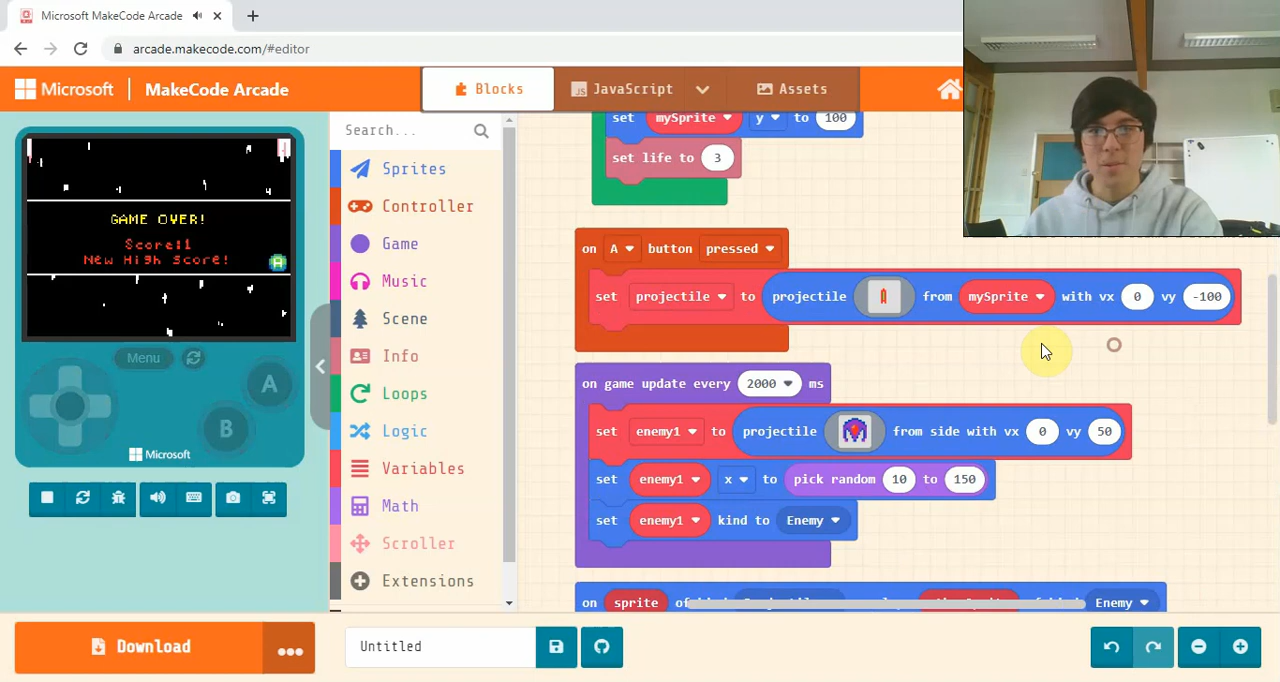 Microsoft MakeCode Arcade
arcade.makecode.com/#editor
Microsoft
MakeCode Arcade
Blocks
JavaScript
Assets
GAME OVER!
Score:1
New High Score!
Menu
A
B
Microsoft
Search...
Sprites
Controller
Game
Music
Scene
Info
Loops
Logic
Variables
Math
Scroller
Extensions
set mySprite y to 100
set life to 3
on A button pressed
set projectile to projectile from mySprite with vx 0 vy -100
on game update every 2000 ms
set enemy1 to projectile from side with vx 0 vy 50
set enemy1 x to pick random 10 to 150
set enemy1 kind to Enemy
on sprite of kind Enemy
Download
Untitled